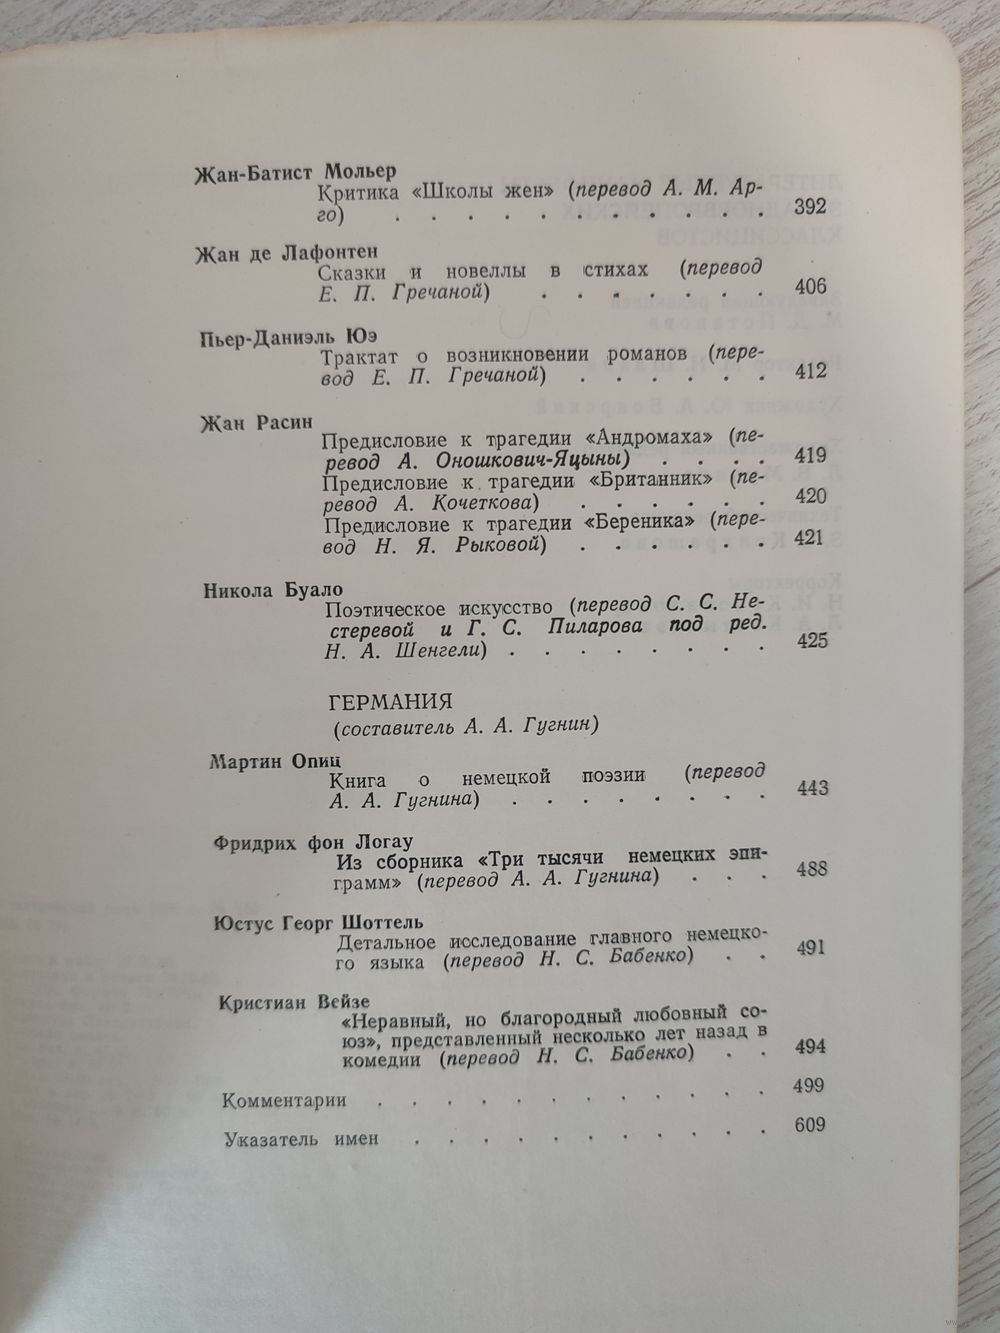 Жан-Батист Мольер
Критика «Школы жен» (перевод А. М. Ар-
го) . . . . . . . . . . . 392
Жан де Лафонтен
Сказки и новеллы в стихах (перевод
Е. П. Гречаной) . . . . . . . 406
Пьер-Даниэль Юэ
Трактат о возникновении романов (пере-
вод Е. П. Гречаной) . . . . . . 412
Жан Расин
Предисловие к трагедии «Андромаха» (пе-
ревод А. Оношкович-Яцыны) . . . . 419
Предисловие к трагедии «Британник» (пе-
ревод А. Кочеткова) . . . . . . 420
Предисловие к трагедии «Береника» (пере-
вод Н. Я. Рыковой) . . . . . . 421
Никола Буало
Поэтическое искусство (перевод С. С. Не-
стеревой и Г. С. Пиларова под ред.
Н. А. Шенгели) . . . . . . . . 425
ГЕРМАНИЯ
(составитель А. А. Гугнин)
Мартин Опиц
Книга о немецкой поэзии (перевод
А. А. Гугнина) . . . . . . . . 443
Фридрих фон Логау
Из сборника «Три тысячи немецких эпи-
грамм» (перевод А. А. Гугнина) . . . 488
Юстус Георг Шоттель
Детальное исследование главного немецко-
го языка (перевод Н. С. Бабенко) . . 491
Кристиан Вейзе
«Неравный, но благородный любовный со-
юз», представленный несколько лет назад в
комедии (перевод Н. С. Бабенко) . . 494
Комментарии . . . . . . . . . . . . 499
Указатель имен . . . . . . . . . . . 609